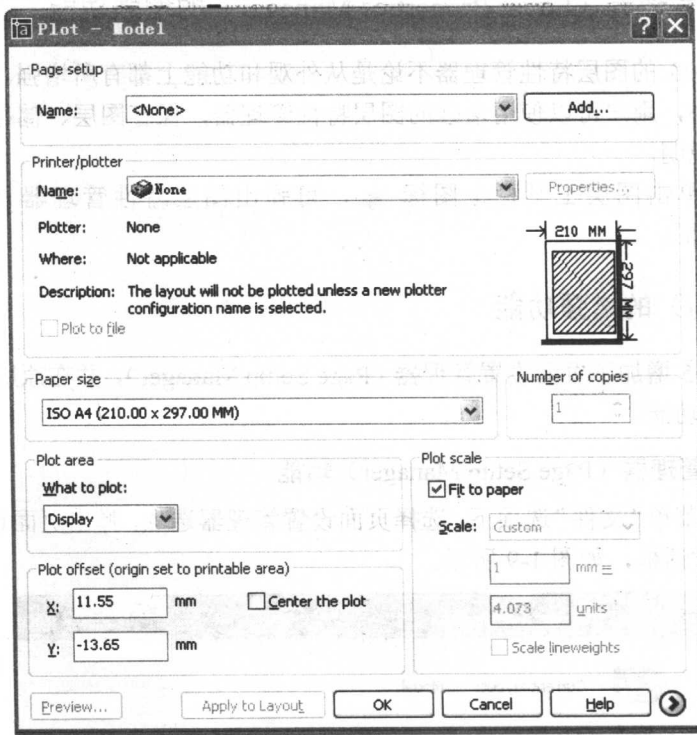 Plot - Model
Page setup
Name: <None> Add...
Printer/plotter
Name: None Properties...
Plotter: None
Where: Not applicable
Description: The layout will not be plotted unless a new plotter
configuration name is selected.
Plot to file
210 MM
297 MM
Paper size
ISO A4 (210.00 x 297.00 MM)
Number of copies
1
Plot area
What to plot:
Display
Plot scale
Fit to paper
Scale: Custom
1 mm =
4.073 units
Scale lineweights
Plot offset (origin set to printable area)
X: 11.55 mm Center the plot
Y: -13.65 mm
Preview... Apply to Layout OK Cancel Help